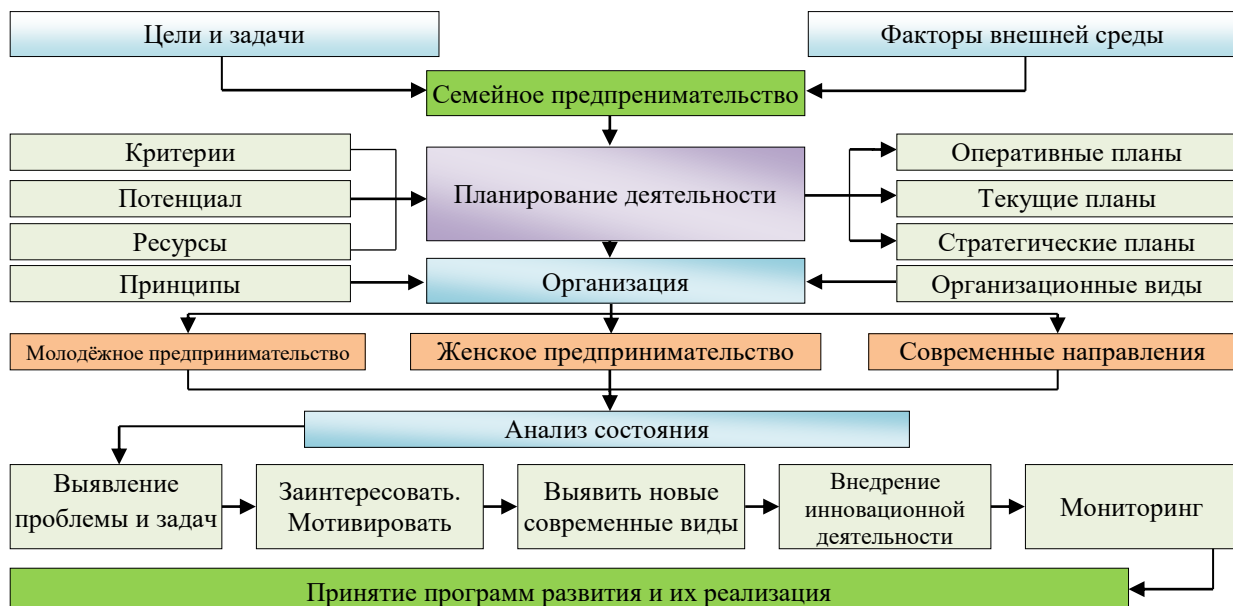 Цели и задачи
Факторы внешней среды
Семейное предпренимательство
Критерии
Потенциал
Ресурсы
Принципы
Планирование деятельности
Оперативные планы
Текущие планы
Стратегические планы
Организация
Организационные виды
Молодёжное предпринимательство
Женское предпринимательство
Современные направления
Анализ состояния
Выявление
проблемы и задач
Заинтересовать.
Мотивировать
Выявить новые
современные виды
Внедрение
инновационной
деятельности
Мониторинг
Принятие программ развития и их реализация